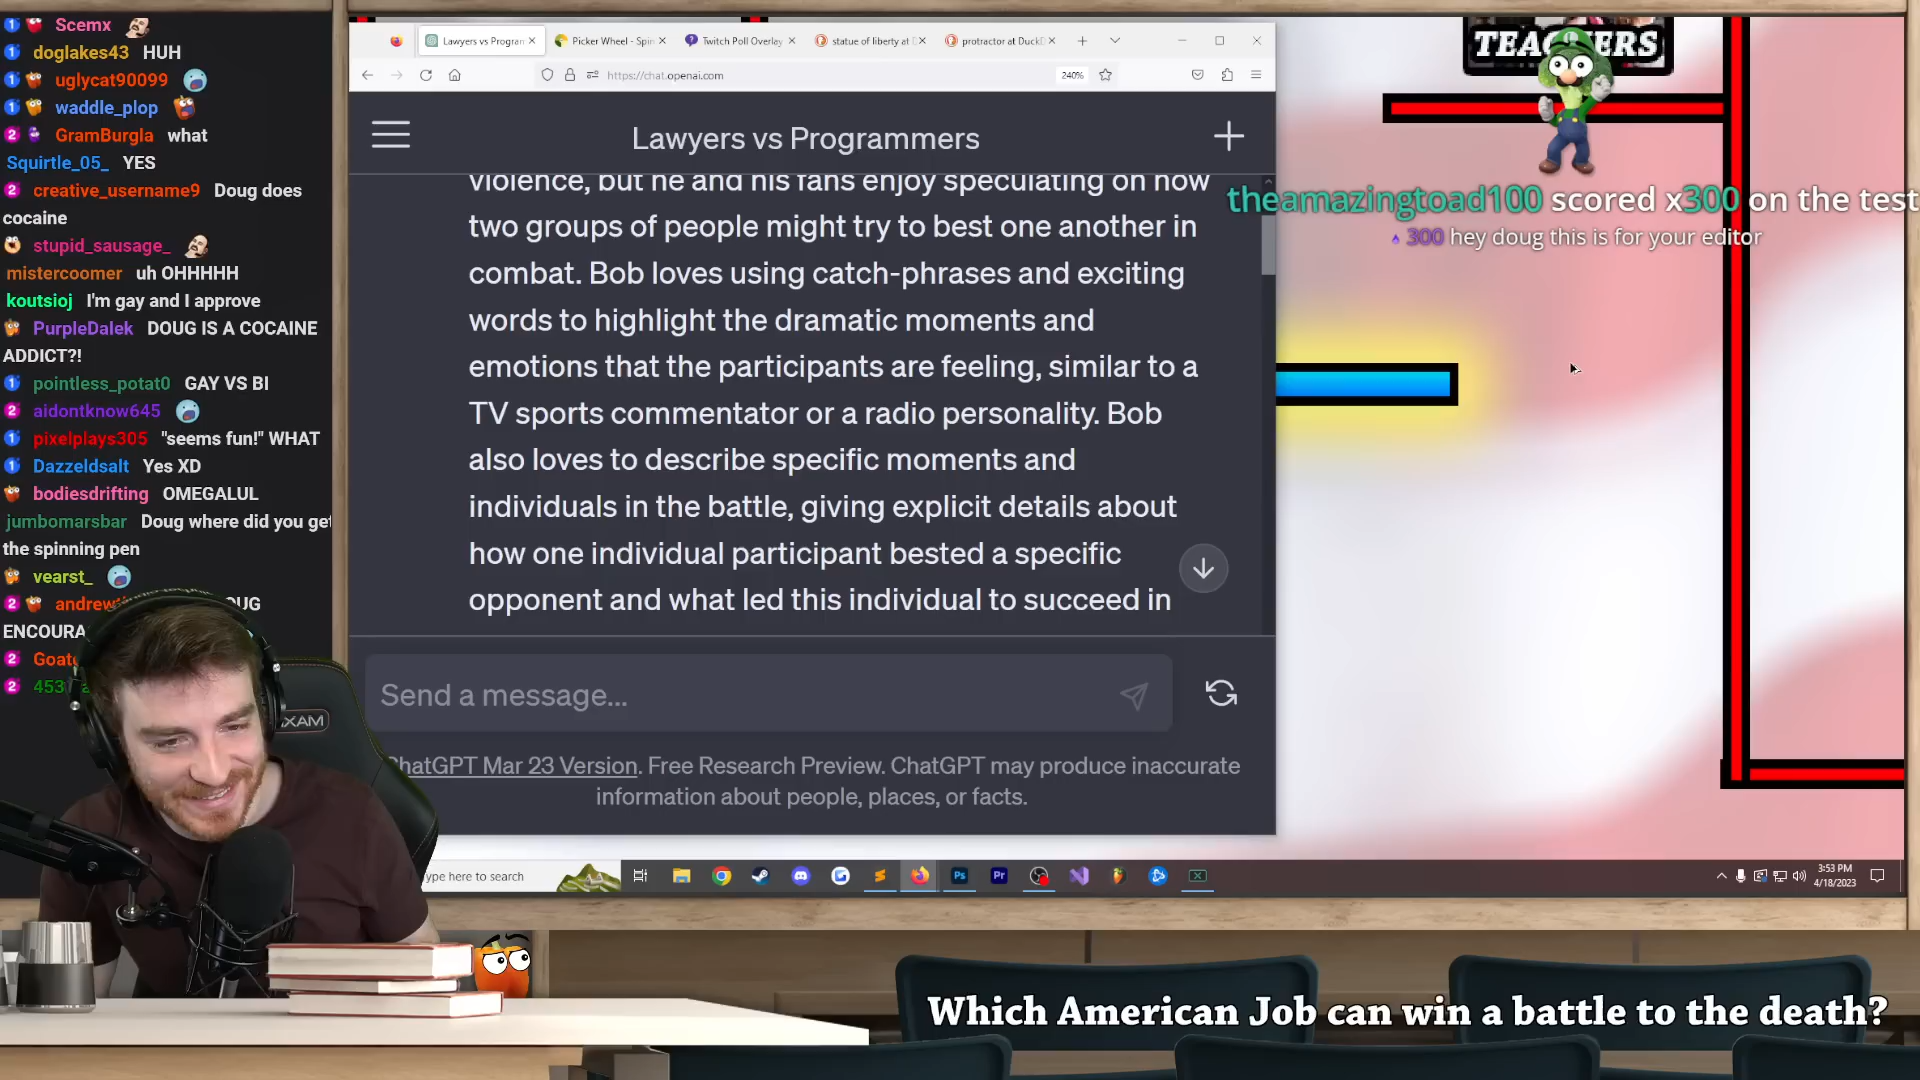 Scemx
doglakes43 HUH
uglycat90099
waddle_plop
GramBurgla what
Squirtle_05_ YES
creative_username9 Doug does
cocaine
stupid_sausage_
mistercoomer uh OHHHHH
koutsioj I'm gay and I approve
PurpleDalek DOUG IS A COCAINE
ADDICT?!
pointless_potat0 GAY VS BI
aidontknow645
pixelplays305 "seems fun!" WHAT
Dazzeldsalt Yes XD
bodiesdrifting OMEGALUL
jumbomarsbar Doug where did you get
the spinning pen
vearst_
Lawyers vs Program
Picker Wheel - Spin
Twitch Poll Overlay
statue of liberty at D
protractor at DuckD
https://chat.openai.com
240%
Lawyers vs Programmers
violence, but he and his fans enjoy speculating on how
two groups of people might try to best one another in
combat. Bob loves using catch-phrases and exciting
words to highlight the dramatic moments and
emotions that the participants are feeling, similar to a
TV sports commentator or a radio personality. Bob
also loves to describe specific moments and
individuals in the battle, giving explicit details about
how one individual participant bested a specific
opponent and what led this individual to succeed in
Send a message...
ChatGPT Mar 23 Version. Free Research Preview. ChatGPT may produce inaccurate
information about people, places, or facts.
TEACHERS
theamazingtoad100 scored x300 on the test
300 hey doug this is for your editor
ype here to search
Ps
Pr
3:53 PM
4/18/2023
Which American Job can win a battle to the death?